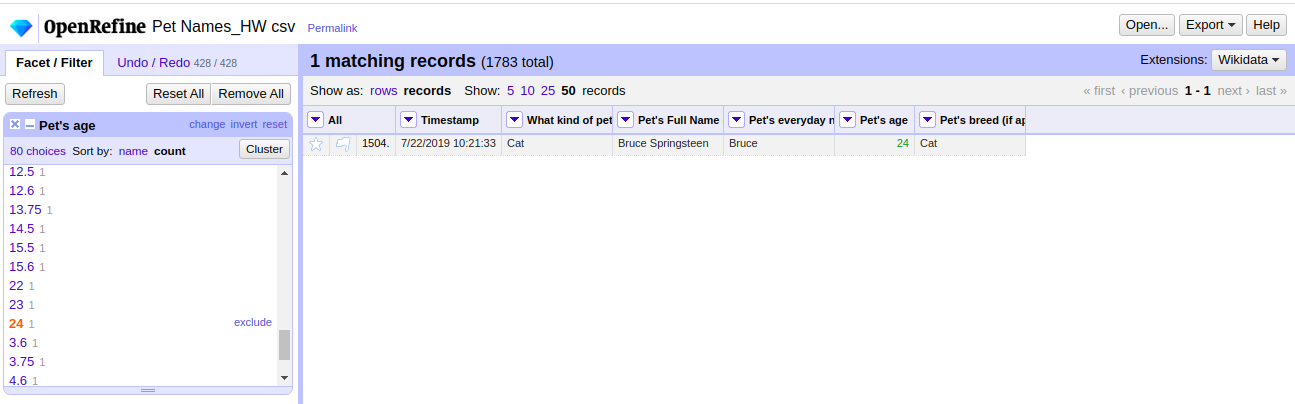 OpenRefine Pet Names_HW csv Permalink Open... Export Help
Facet / Filter Undo / Redo 428 / 428 1 matching records (1783 total) Extensions: Wikidata
Refresh Reset All Remove All Show as: rows records Show: 5 10 25 50 records « first ‹ previous 1 - 1 next › last »
Pet's age change invert reset All Timestamp What kind of pet Pet's Full Name Pet's everyday n Pet's age Pet's breed (if ap
80 choices Sort by: name count Cluster 1504. 7/22/2019 10:21:33 Cat Bruce Springsteen Bruce 24 Cat
12.5 1
12.6 1
13.75 1
14.5 1
15.5 1
15.6 1
22 1
23 1
24 1 exclude
3.6 1
3.75 1
4.6 1